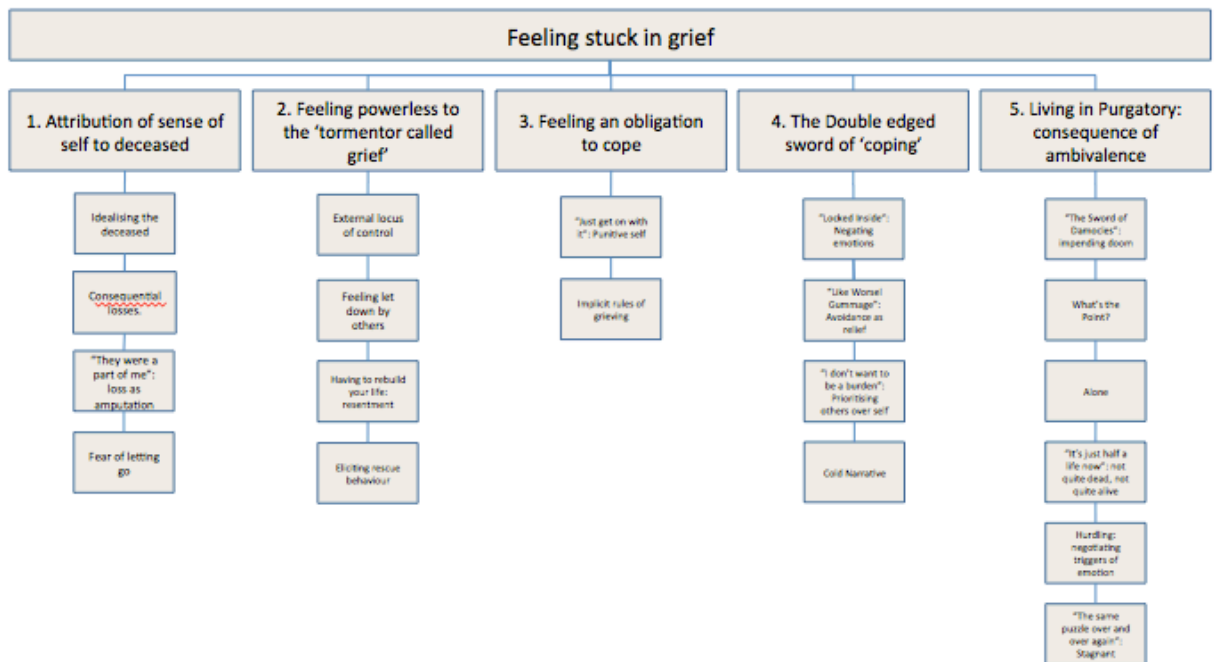 Feeling stuck in grief
1. Attribution of sense of
self to deceased
Idealising the
deceased
Consequential
losses.
"They were a
part of me":
loss as
amputation
Fear of letting
go
2. Feeling powerless to
the 'tormentor called
grief'
External locus
of control
Feeling let
down by
others
Having to rebuild
your life:
resentment
Eliciting rescue
behaviour
3. Feeling an obligation
to cope
"Just get on with
it": Punitive self
Implicit rules of
grieving
4. The Double edged
sword of 'coping'
"Locked Inside":
Negating
emotions
"Like Worsel
Gummage":
Avoidance as
relief
"I don't want to
be a burden":
Prioritising
others over self
Cold Narrative
5. Living in Purgatory:
consequence of
ambivalence
"The Sword of
Damocles":
impending doom
What's the
Point?
Alone
"It's just half a
life now": not
quite dead, not
quite alive
Hurdling:
negotiating
triggers of
emotion
"The same
puzzle over and
over again":
Stagnant